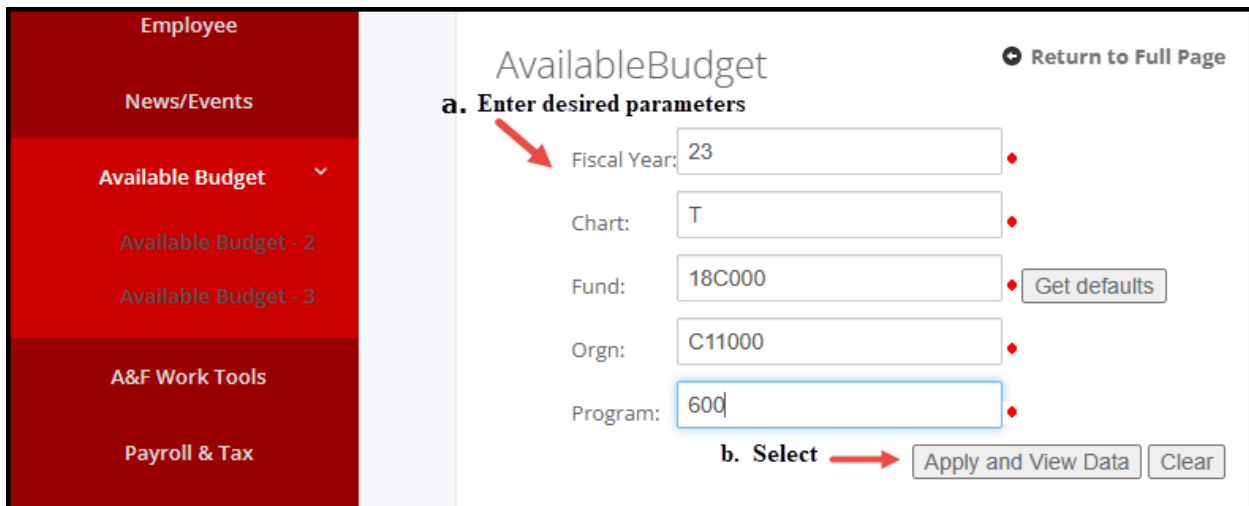 Employee
News/Events
Available Budget
Available Budget - 2
Available Budget - 3
A&F Work Tools
Payroll & Tax
AvailableBudget
Return to Full Page
a. Enter desired parameters
Fiscal Year: 23
Chart: T
Fund: 18C000 Get defaults
Orgn: C11000
Program: 600
b. Select Apply and View Data Clear